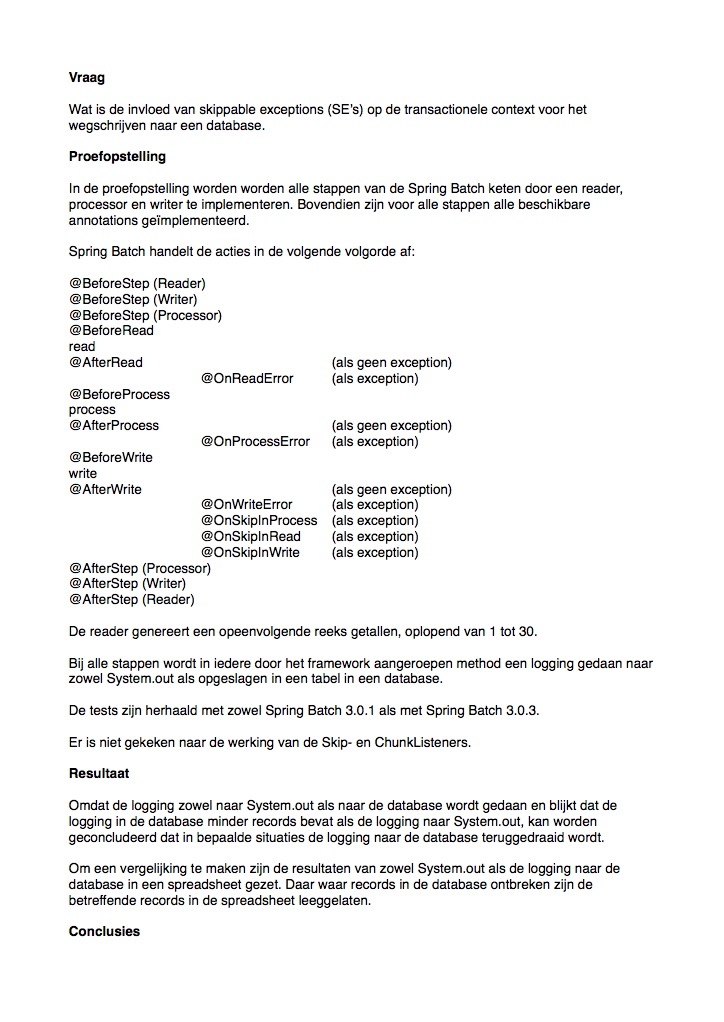 Vraag
Wat is de invloed van skippable exceptions (SE's) op de transactionele context voor het
wegschrijven naar een database.
Proefopstelling
In de proefopstelling worden worden alle stappen van de Spring Batch keten door een reader,
processor en writer te implementeren. Bovendien zijn voor alle stappen alle beschikbare
annotations geïmplementeerd.
Spring Batch handelt de acties in de volgende volgorde af:
@BeforeStep (Reader)
@BeforeStep (Writer)
@BeforeStep (Processor)
@BeforeRead
read
@AfterRead (als geen exception)
@OnReadError (als exception)
@BeforeProcess
process
@AfterProcess (als geen exception)
@OnProcessError (als exception)
@BeforeWrite
write
@AfterWrite (als geen exception)
@OnWriteError (als exception)
@OnSkipInProcess (als exception)
@OnSkipInRead (als exception)
@OnSkipInWrite (als exception)
@AfterStep (Processor)
@AfterStep (Writer)
@AfterStep (Reader)
De reader genereert een opeenvolgende reeks getallen, oplopend van 1 tot 30.
Bij alle stappen wordt in iedere door het framework aangeroepen method een logging gedaan naar
zowel System.out als opgeslagen in een tabel in een database.
De tests zijn herhaald met zowel Spring Batch 3.0.1 als met Spring Batch 3.0.3.
Er is niet gekeken naar de werking van de Skip- en ChunkListeners.
Resultaat
Omdat de logging zowel naar System.out als naar de database wordt gedaan en blijkt dat de
logging in de database minder records bevat als de logging naar System.out, kan worden
geconcludeerd dat in bepaalde situaties de logging naar de database teruggedraaid wordt.
Om een vergelijking te maken zijn de resultaten van zowel System.out als de logging naar de
database in een spreadsheet gezet. Daar waar records in de database ontbreken zijn de
betreffende records in de spreadsheet leeggelaten.
Conclusies